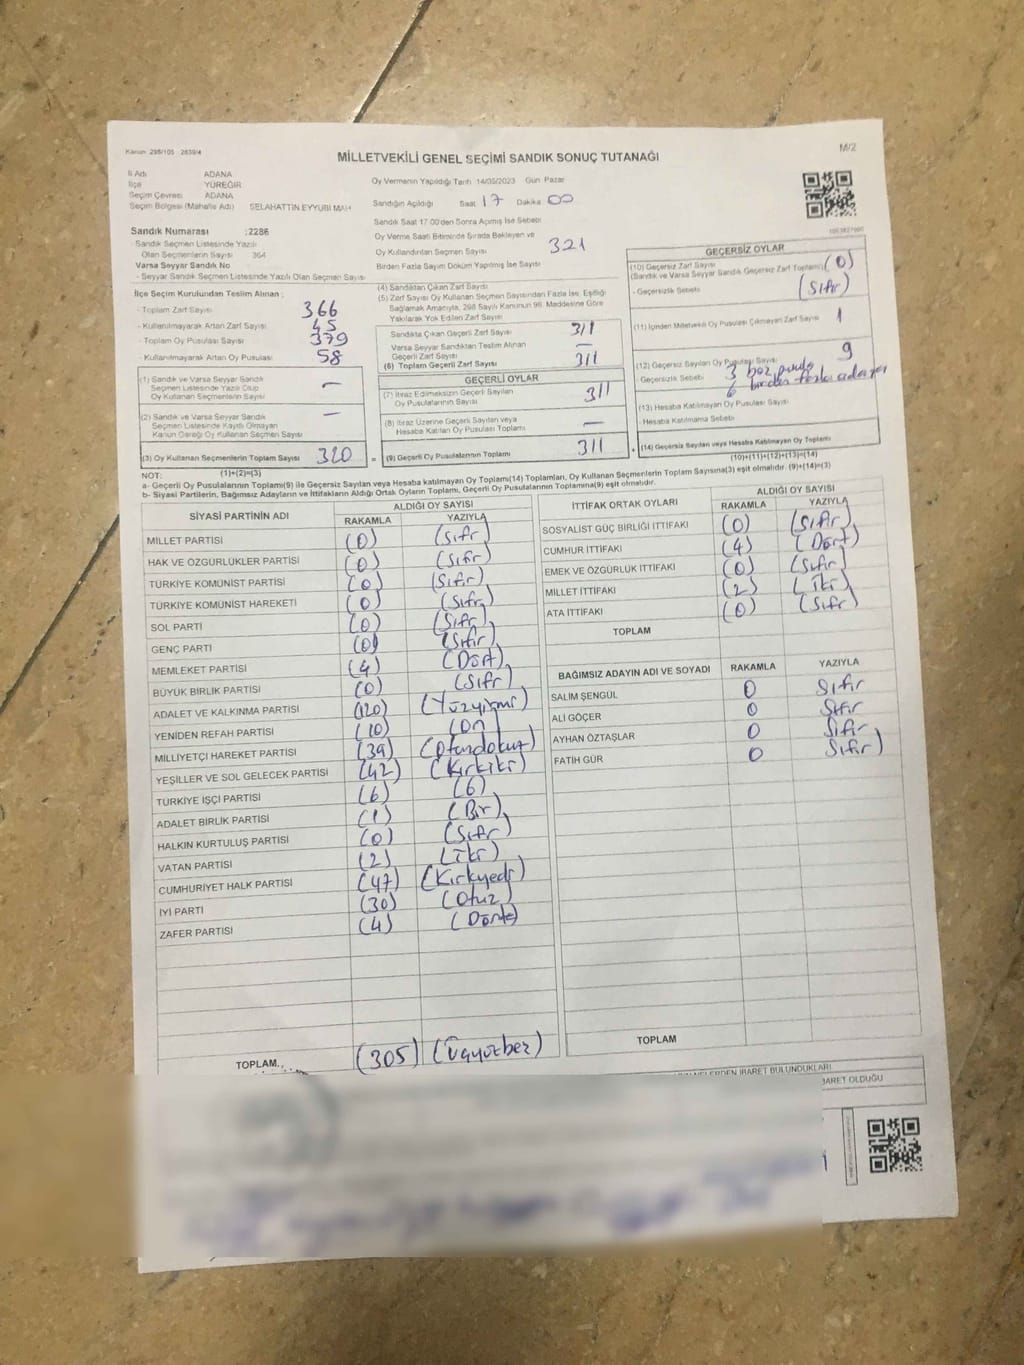 Kanun 298/105 2839/4
MİLLETVEKİLİ GENEL SEÇİMİ SANDIK SONUÇ TUTANAĞI
M/2
İli Adı ADANA
İlçe YÜREĞİR
Seçim Çevresi ADANA
Seçim Bölgesi (Mahalle Adı) SELAHATTİN EYYUBİ MAH
Sandık Numarası :2286
- Sandık Seçmen Listesinde Yazılı
Olan Seçmenlerin Sayısı 364
Varsa Seyyar Sandık No
- Seyyar Sandık Seçmen Listesinde Yazılı Olan Seçmen Sayısı
Oy Vermenin Yapıldığı Tarih 14/05/2023 Gün Pazar
Sandığın Açıldığı Saat 17 Dakika 00
Sandık Saat 17.00'den Sonra Açılmış İse Sebebi
Oy Verme Saati Bitiminde Sırada Bekleyen ve
Oy Kullandırılan Seçmen Sayısı 321
Birden Fazla Sayım Döküm Yapılmış İse Sayısı
İlçe Seçim Kurulundan Teslim Alınan :
- Toplam Zarf Sayısı 366
- Kullanılmayarak Artan Zarf Sayısı 45
- Toplam Oy Pusulası Sayısı 379
- Kullanılmayarak Artan Oy Pusulası 58
(1) Sandık ve Varsa Seyyar Sandık
Seçmen Listesinde Yazılı Olup
Oy Kullanan Seçmenlerin Sayısı —
(2) Sandık ve Varsa Seyyar Sandık
Seçmen Listesinde Kaydı Olmayan
Kanun Gereği Oy Kullanan Seçmen Sayısı —
(3) Oy Kullanan Seçmenlerin Toplam Sayısı 320
(1)+(2)=(3)
(4) Sandıktan Çıkan Zarf Sayısı
(5) Zarf Sayısı Oy Kullanan Seçmen Sayısından Fazla İse, Eşitliği
Sağlamak Amacıyla, 298 Sayılı Kanunun 98. Maddesine Göre
Yakılarak Yok Edilen Zarf Sayısı
Sandıkta Çıkan Geçerli Zarf Sayısı 311
Varsa Seyyar Sandıktan Teslim Alınan
Geçerli Zarf Sayısı —
(6) Toplam Geçerli Zarf Sayısı 311
GEÇERLİ OYLAR
(7) İtiraz Edilmeksizin Geçerli Sayılan
Oy Pusulalarının Sayısı 311
(8) İtiraz Üzerine Geçerli Sayılan veya
Hesaba Katılan Oy Pusulası Toplamı —
= (9) Geçerli Oy Pusulalarının Toplamı 311
GEÇERSİZ OYLAR
(10) Geçersiz Zarf Sayısı
(Sandık ve Varsa Seyyar Sandık Geçersiz Zarf Toplamı) (0)
- Geçersizlik Sebebi (Sıfır)
(11) İçinden Milletvekili Oy Pusulası Çıkmayan Zarf Sayısı 1
(12) Geçersiz Sayılan Oy Pusulası Sayısı 9
- Geçersizlik Sebebi 3 boz pusula
6 birden fazla adaya
(13) Hesaba Katılmayan Oy Pusulası Sayısı
- Hesaba Katılmama Sebebi
+ (14) Geçersiz Sayılan veya Hesaba Katılmayan Oy Toplamı
(10)+(11)+(12)+(13)=(14)
NOT:
a- Geçerli Oy Pusulalarının Toplamı(9) ile Geçersiz Sayılan veya Hesaba katılmayan Oy Toplamı(14) Toplamları, Oy Kullanan Seçmenlerin Toplam Sayısına(3) eşit olmalıdır. (9)+(14)=(3)
b- Siyasi Partilerin, Bağımsız Adayların ve İttifakların Aldığı Ortak Oyların Toplamı, Geçerli Oy Pusulalarının Toplamına(9) eşit olmalıdır.
SİYASİ PARTİNİN ADI ALDIĞI OY SAYISI
RAKAMLA YAZIYLA
MİLLET PARTİSİ (0) (Sıfır)
HAK VE ÖZGÜRLÜKLER PARTİSİ (0) (Sıfır)
TÜRKİYE KOMÜNİST PARTİSİ (0) (Sıfır)
TÜRKİYE KOMÜNİST HAREKETİ (0) (Sıfır)
SOL PARTİ (0) (Sıfır)
GENÇ PARTİ (0) (Sıfır)
MEMLEKET PARTİSİ (4) (Dört)
BÜYÜK BİRLİK PARTİSİ (0) (Sıfır)
ADALET VE KALKINMA PARTİSİ (120) (Yüzyirmi)
YENİDEN REFAH PARTİSİ (10) (On)
MİLLİYETÇİ HAREKET PARTİSİ (39) (Otuzdokuz)
YEŞİLLER VE SOL GELECEK PARTİSİ (42) (Kırkiki)
TÜRKİYE İŞÇİ PARTİSİ (6) (6)
ADALET BİRLİK PARTİSİ (1) (Bir)
HALKIN KURTULUŞ PARTİSİ (0) (Sıfır)
VATAN PARTİSİ (2) (İki)
CUMHURİYET HALK PARTİSİ (47) (Kırkyedi)
İYİ PARTİ (30) (Otuz)
ZAFER PARTİSİ (4) (Dört)
TOPLAM (305) (Üçyüzbeş)
İTTİFAK ORTAK OYLARI ALDIĞI OY SAYISI
RAKAMLA YAZIYLA
SOSYALİST GÜÇ BİRLİĞİ İTTİFAKI (0) (Sıfır)
CUMHUR İTTİFAKI (4) (Dört)
EMEK VE ÖZGÜRLÜK İTTİFAKI (0) (Sıfır)
MİLLET İTTİFAKI (2) (İki)
ATA İTTİFAKI (0) (Sıfır)
TOPLAM
BAĞIMSIZ ADAYIN ADI VE SOYADI RAKAMLA YAZIYLA
SALİM ŞENGÜL 0 Sıfır
ALİ GÖÇER 0 Sıfır
AYHAN ÖZTAŞLAR 0 Sıfır
FATİH GÜR 0 Sıfır)
TOPLAM
İBARET BULUNDUKLARI
İBARET OLDUĞU